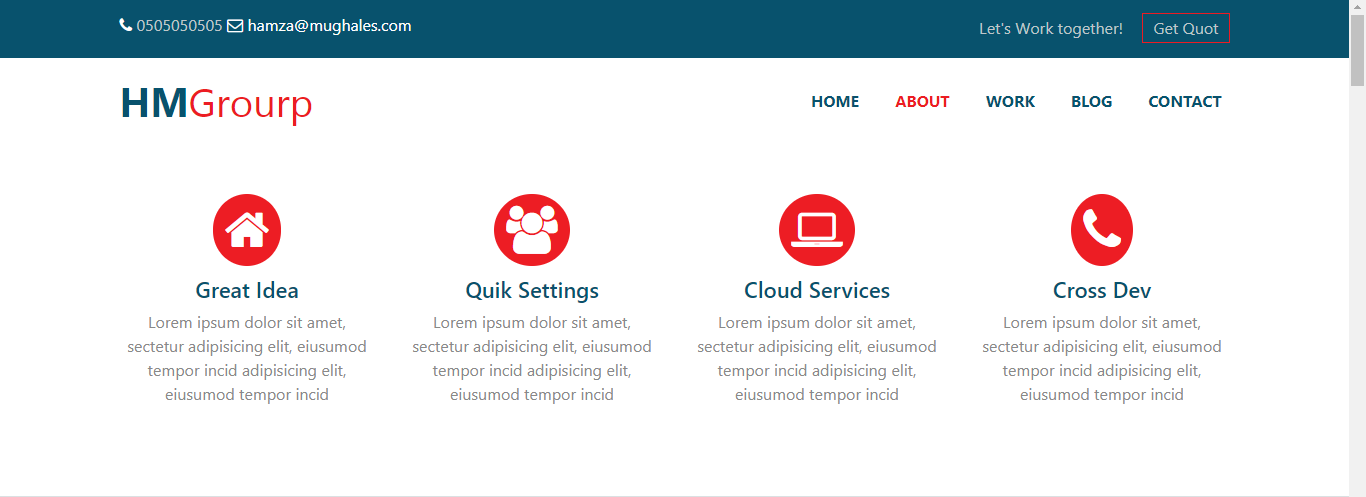 0505050505 hamza@mughales.com
Let's Work together! Get Quot
HMGrourp
HOME ABOUT WORK BLOG CONTACT
Great Idea
Lorem ipsum dolor sit amet,
sectetur adipisicing elit, eiusumod
tempor incid adipisicing elit,
eiusumod tempor incid
Quik Settings
Lorem ipsum dolor sit amet,
sectetur adipisicing elit, eiusumod
tempor incid adipisicing elit,
eiusumod tempor incid
Cloud Services
Lorem ipsum dolor sit amet,
sectetur adipisicing elit, eiusumod
tempor incid adipisicing elit,
eiusumod tempor incid
Cross Dev
Lorem ipsum dolor sit amet,
sectetur adipisicing elit, eiusumod
tempor incid adipisicing elit,
eiusumod tempor incid